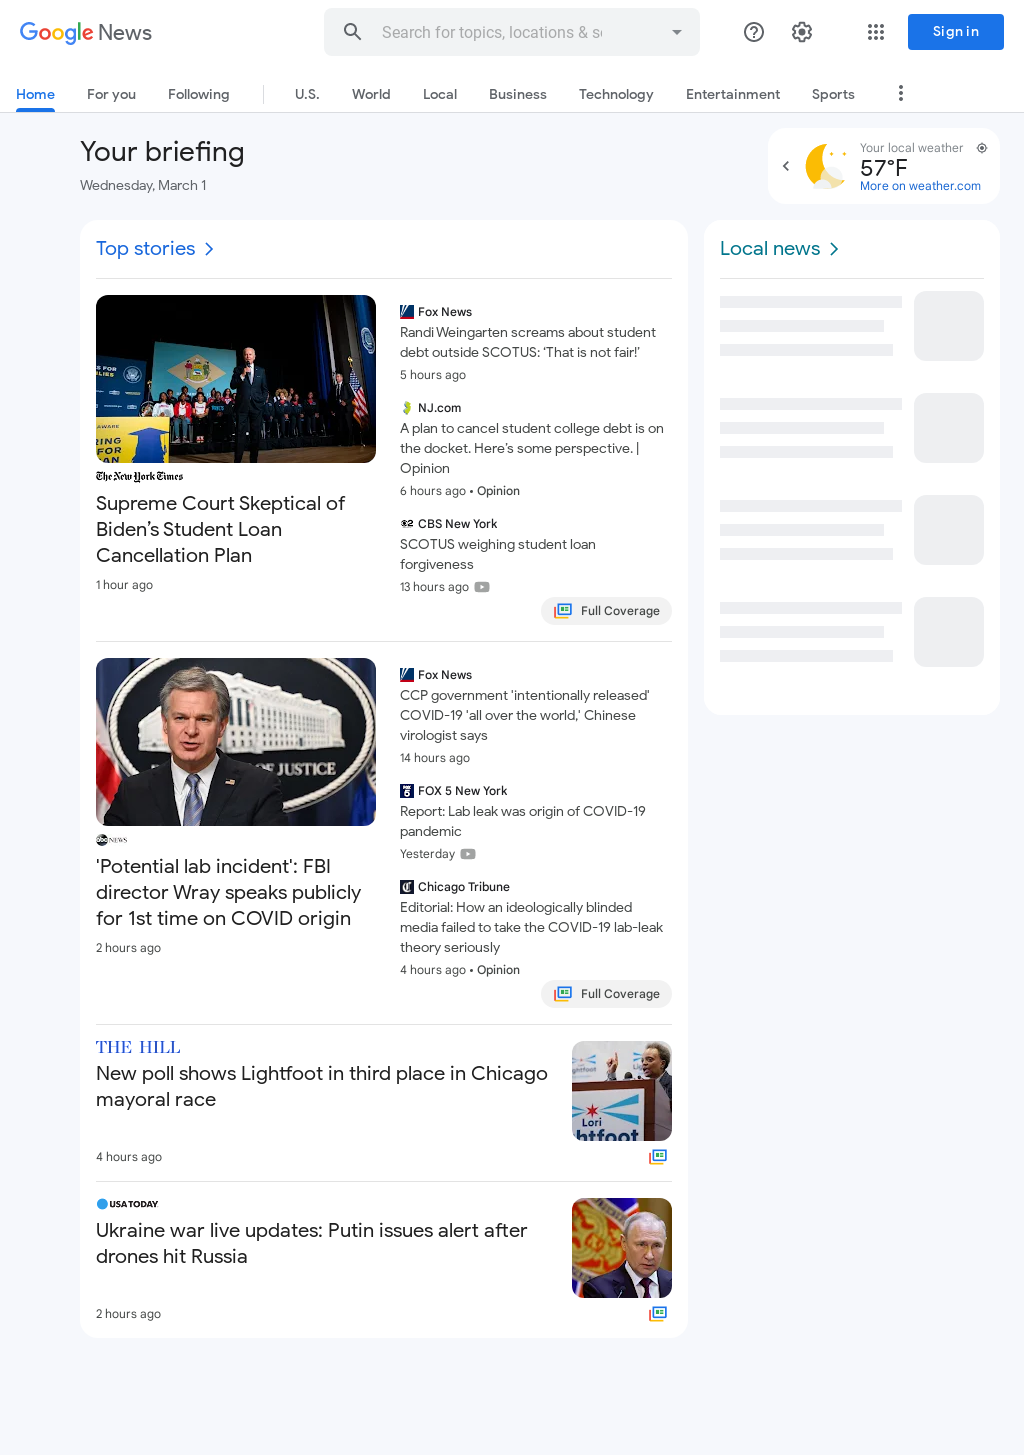 Google News
Search for topics, locations &
Sign in
Home
For you
Following
U.S.
World
Local
Business
Technology
Entertainment
Sports
Your briefing
Wednesday, March 1
Your local weather
57°F
More on weather.com
Top stories
The New York Times
Supreme Court Skeptical of
Biden’s Student Loan
Cancellation Plan
1 hour ago
Fox News
Randi Weingarten screams about student
debt outside SCOTUS: ‘That is not fair!’
5 hours ago
NJ.com
A plan to cancel student college debt is on
the docket. Here’s some perspective. |
Opinion
6 hours ago • Opinion
CBS New York
SCOTUS weighing student loan
forgiveness
13 hours ago
Full Coverage
OF JUSTICE
abc NEWS
'Potential lab incident': FBI
director Wray speaks publicly
for 1st time on COVID origin
2 hours ago
Fox News
CCP government 'intentionally released'
COVID-19 'all over the world,' Chinese
virologist says
14 hours ago
FOX 5 New York
Report: Lab leak was origin of COVID-19
pandemic
Yesterday
Chicago Tribune
Editorial: How an ideologically blinded
media failed to take the COVID-19 lab-leak
theory seriously
4 hours ago • Opinion
Full Coverage
THE HILL
New poll shows Lightfoot in third place in Chicago
mayoral race
4 hours ago
Lori
htfoot
USA TODAY
Ukraine war live updates: Putin issues alert after
drones hit Russia
2 hours ago
Local news